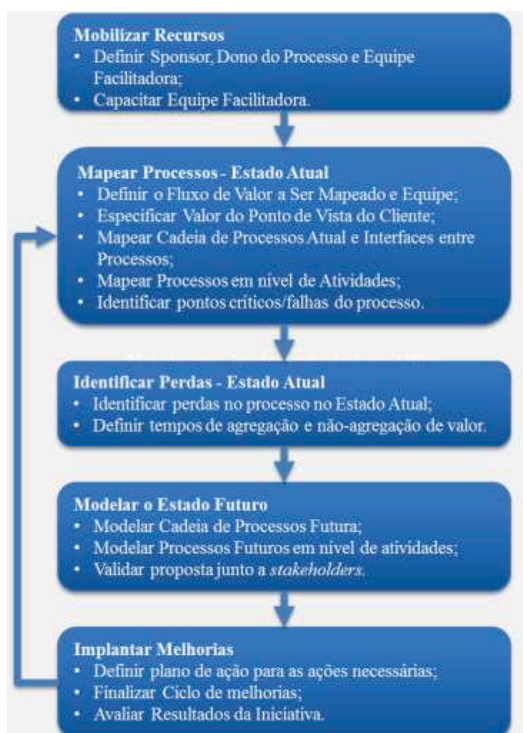 Mobilizar Recursos
• Definir Sponsor, Dono do Processo e Equipe
Facilitadora;
• Capacitar Equipe Facilitadora.
Mapear Processos - Estado Atual
• Definir o Fluxo de Valor a Ser Mapeado e Equipe;
• Especificar Valor do Ponto de Vista do Cliente;
• Mapear Cadeia de Processos Atual e Interfaces entre
Processos;
• Mapear Processos em nível de Atividades;
• Identificar pontos críticos/falhas do processo.
Identificar Perdas - Estado Atual
• Identificar perdas no processo no Estado Atual;
• Definir tempos de agregação e não-agregação de valor.
Modelar o Estado Futuro
• Modelar Cadeia de Processos Futura;
• Modelar Processos Futuros em nível de atividades;
• Validar proposta junto a stakeholders.
Implantar Melhorias
• Definir plano de ação para as ações necessárias;
• Finalizar Ciclo de melhorias;
• Avaliar Resultados da Iniciativa.